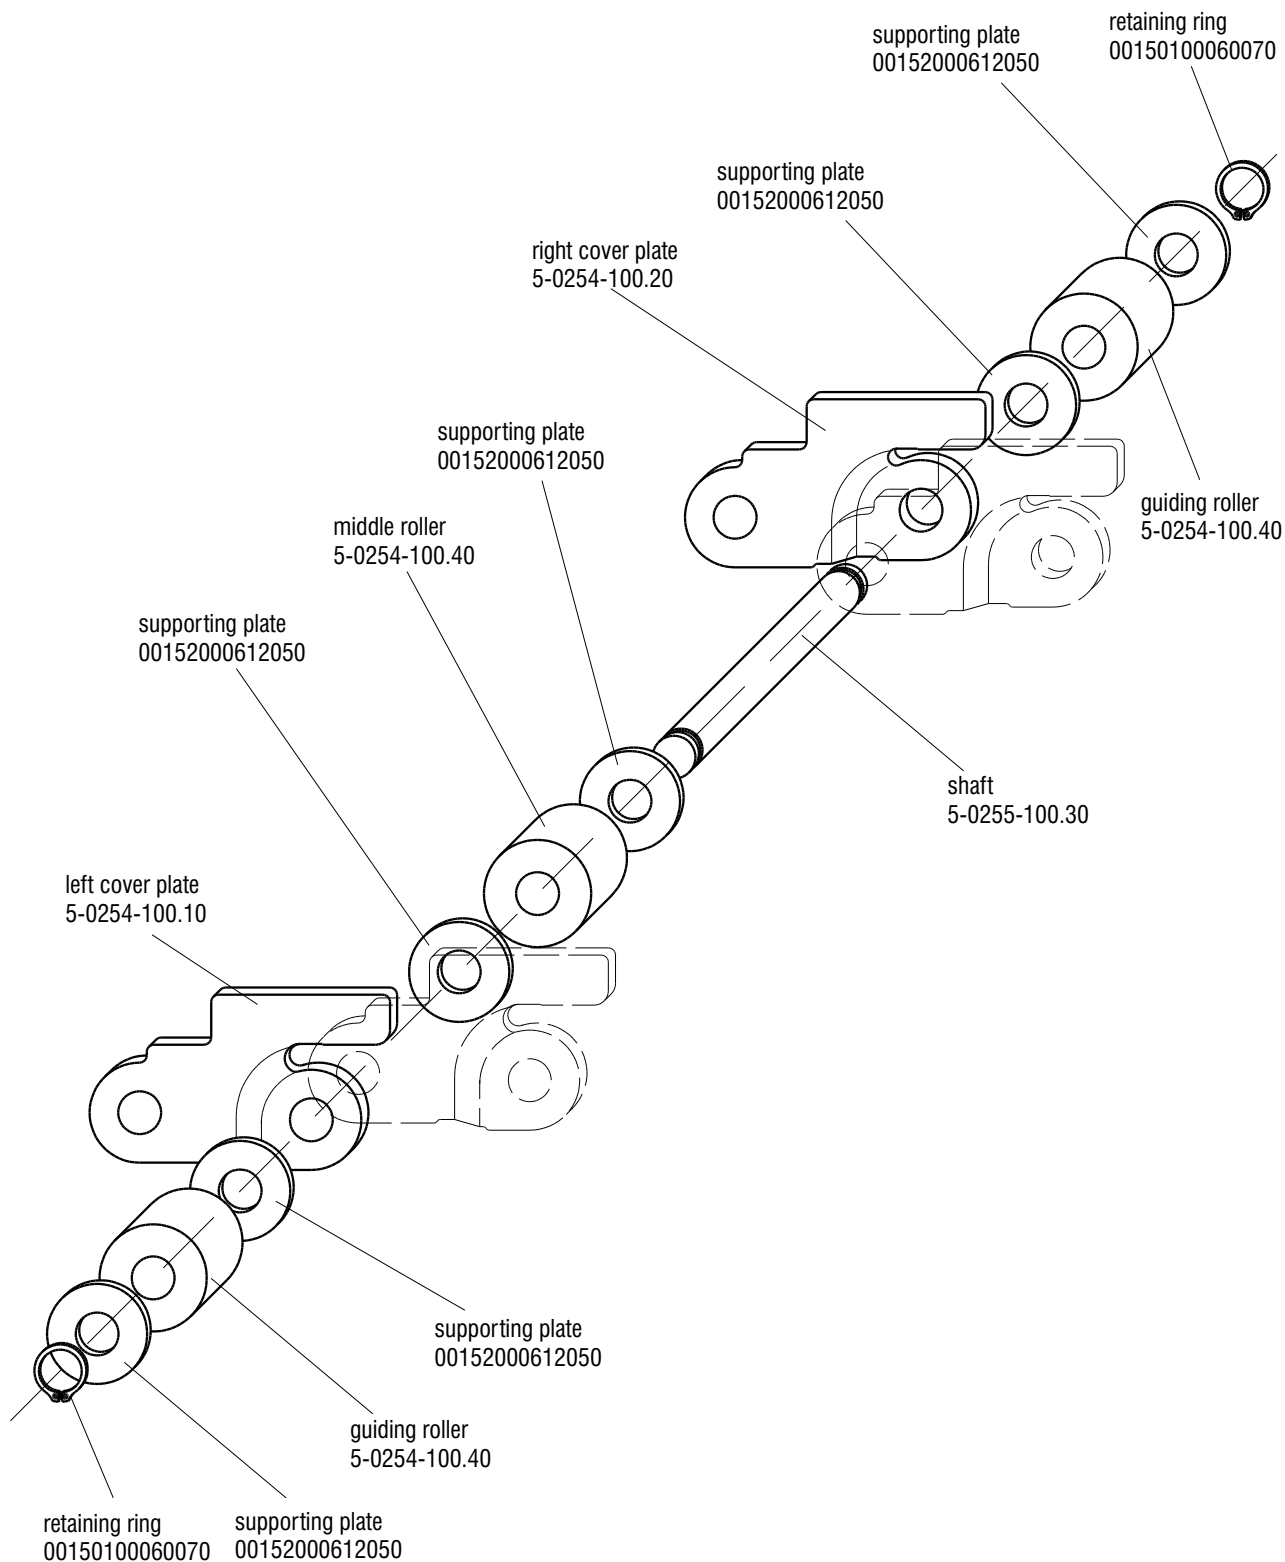 retaining ring
00150100060070
supporting plate
00152000612050
supporting plate
00152000612050
right cover plate
5-0254-100.20
supporting plate
00152000612050
guiding roller
5-0254-100.40
middle roller
5-0254-100.40
supporting plate
00152000612050
shaft
5-0255-100.30
left cover plate
5-0254-100.10
supporting plate
00152000612050
guiding roller
5-0254-100.40
retaining ring
00150100060070
supporting plate
00152000612050